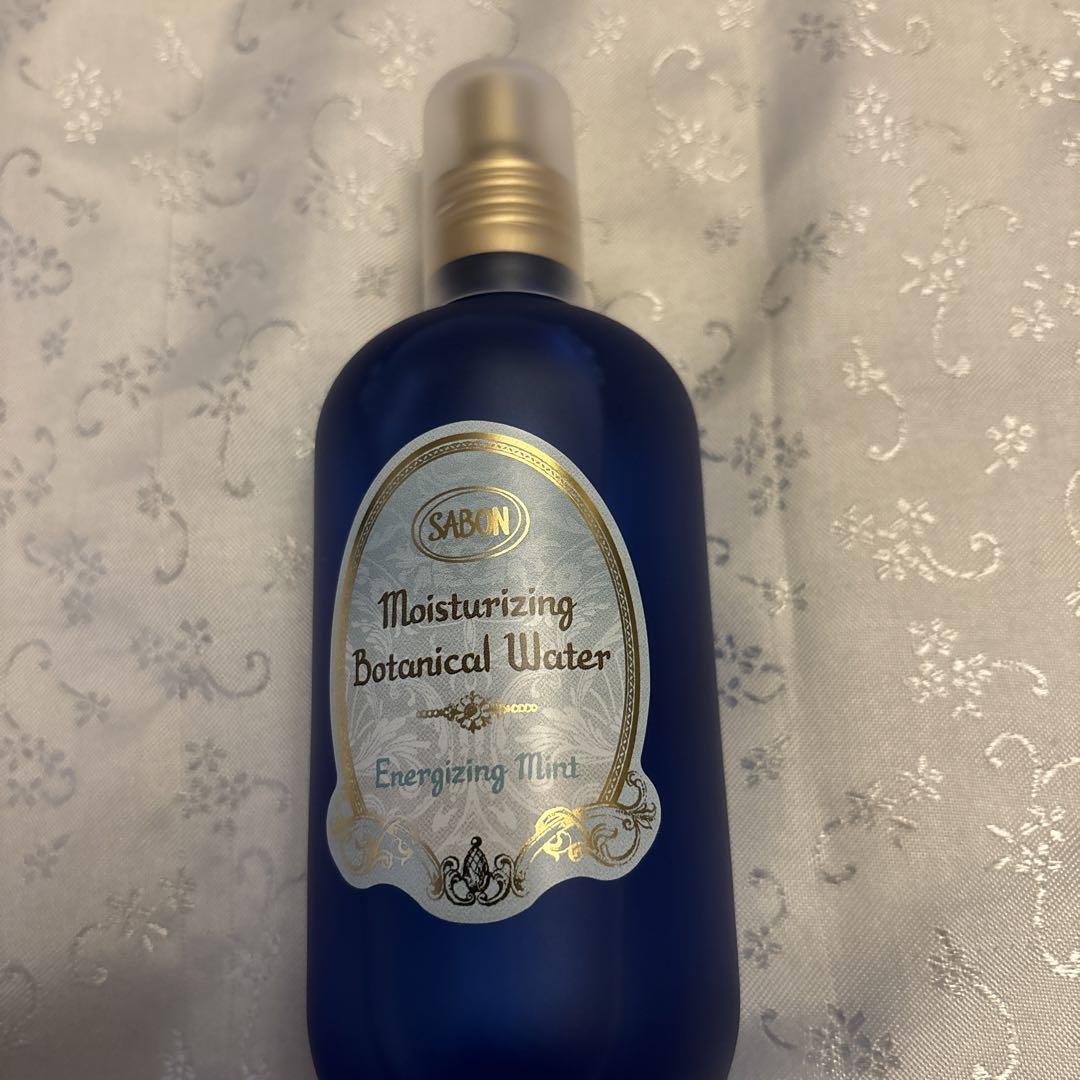 SABON
Moisturizing
Botanical Water
Energizing Mint